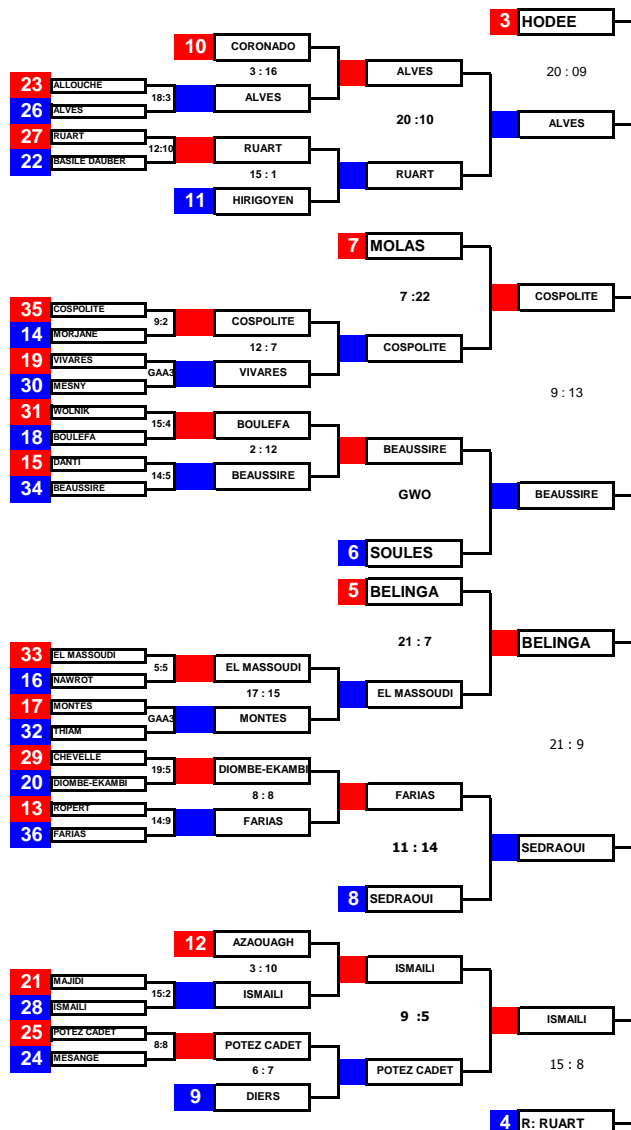 3 HODEE
10 CORONADO
3 : 16
ALVES
20 : 09
23 ALLOUCHE
18:3
26 ALVES
ALVES
20 :10
ALVES
27 RUART
12:10
22 BASILE DAUBER
RUART
15 : 1
RUART
11 HIRIGOYEN
7 MOLAS
7 :22
COSPOLITE
35 COSPOLITE
9:2
14 MORJANE
COSPOLITE
12 : 7
COSPOLITE
19 VIVARES
GAA3
30 MESNY
VIVARES
9 : 13
31 WOLNIK
15:4
18 BOULEFA
BOULEFA
2 : 12
BEAUSSIRE
15 DANTI
14:5
34 BEAUSSIRE
BEAUSSIRE
GWO
BEAUSSIRE
6 SOULES
5 BELINGA
21 : 7
BELINGA
33 EL MASSOUDI
5:5
16 NAWROT
EL MASSOUDI
17 : 15
EL MASSOUDI
17 MONTES
GAA3
32 THIAM
MONTES
21 : 9
29 CHEVELLE
19:5
20 DIOMBE-EKAMBI
DIOMBE-EKAMBI
8 : 8
FARIAS
13 ROPERT
14:9
36 FARIAS
FARIAS
11 : 14
SEDRAOUI
8 SEDRAOUI
12 AZAOUAGH
3 : 10
ISMAILI
21 MAJIDI
15:2
28 ISMAILI
ISMAILI
9 :5
ISMAILI
25 POTEZ CADET
8:8
24 MESANGE
POTEZ CADET
6 : 7
POTEZ CADET
15 : 8
9 DIERS
4 R: RUART